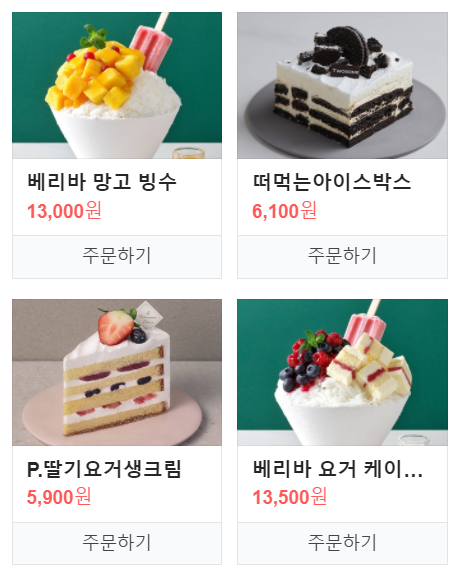 베리바 망고 빙수
13,000원
주문하기
떠먹는아이스박스
6,100원
주문하기
P.딸기요거생크림
5,900원
주문하기
베리바 요거 케이...
13,500원
주문하기